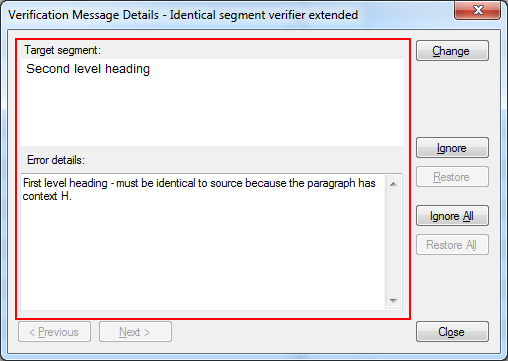 Verification Message Details - Identical segment verifier extended
Target segment:
Second level heading
Change
Ignore
Error details:
Restore
First level heading - must be identical to source because the paragraph has
context H.
Ignore All
Restore All
< Previous
Next >
Close